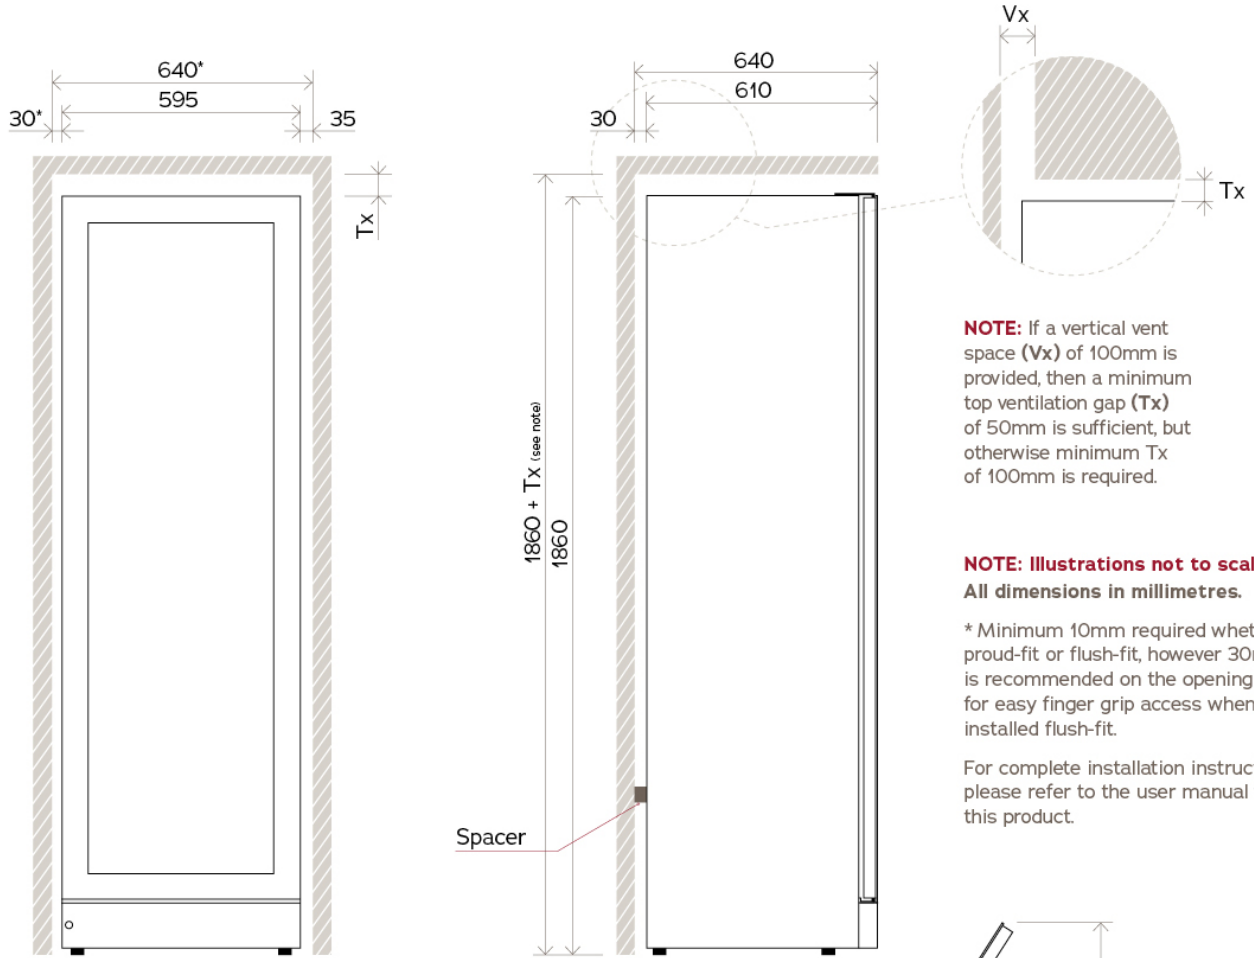 640*
595
30*
35
Tx
640
610
30
Vx
Tx
1860 + Tx (see note)
1860
Spacer
NOTE: If a vertical vent
space (Vx) of 100mm is
provided, then a minimum
top ventilation gap (Tx)
of 50mm is sufficient, but
otherwise minimum Tx
of 100mm is required.
NOTE: Illustrations not to scal
All dimensions in millimetres.
* Minimum 10mm required whet
proud-fit or flush-fit, however 30
is recommended on the opening
for easy finger grip access when
installed flush-fit.
For complete installation instruc
please refer to the user manual
this product.